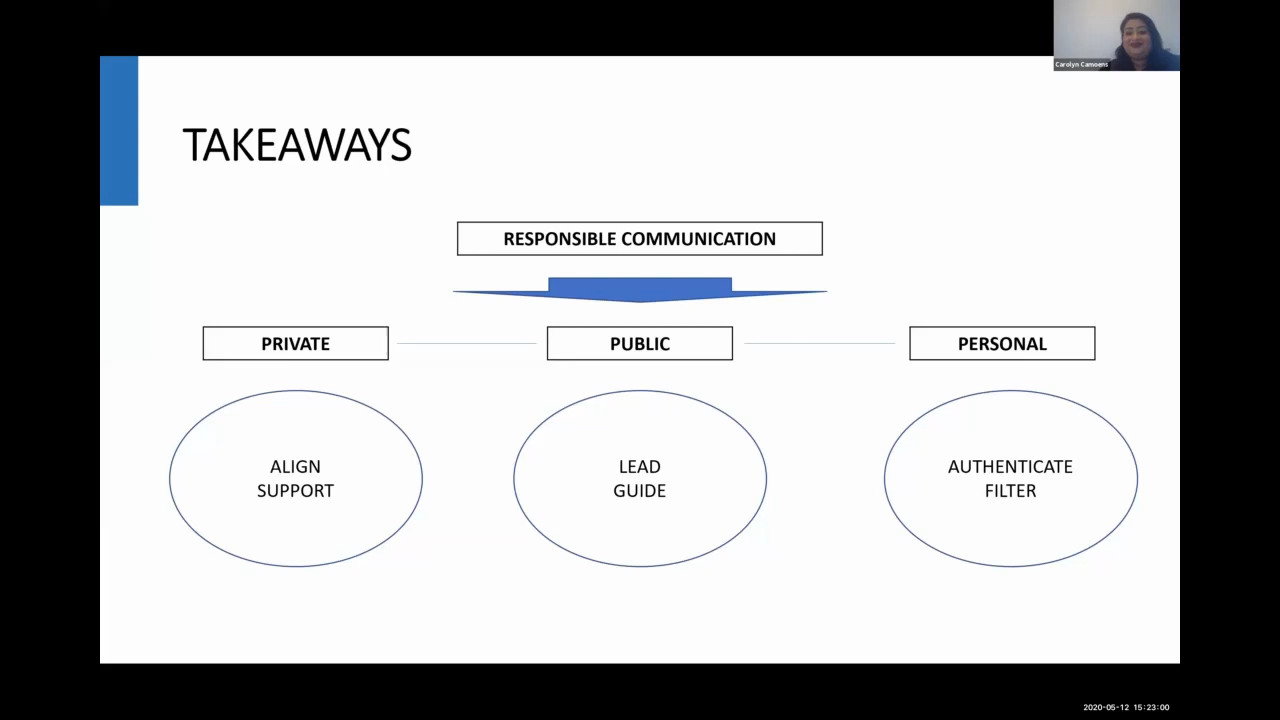 Carolyn Camoens
TAKEAWAYS
RESPONSIBLE COMMUNICATION
PRIVATE
PUBLIC
PERSONAL
ALIGN
SUPPORT
LEAD
GUIDE
AUTHENTICATE
FILTER
2020-05-12 15:23:00